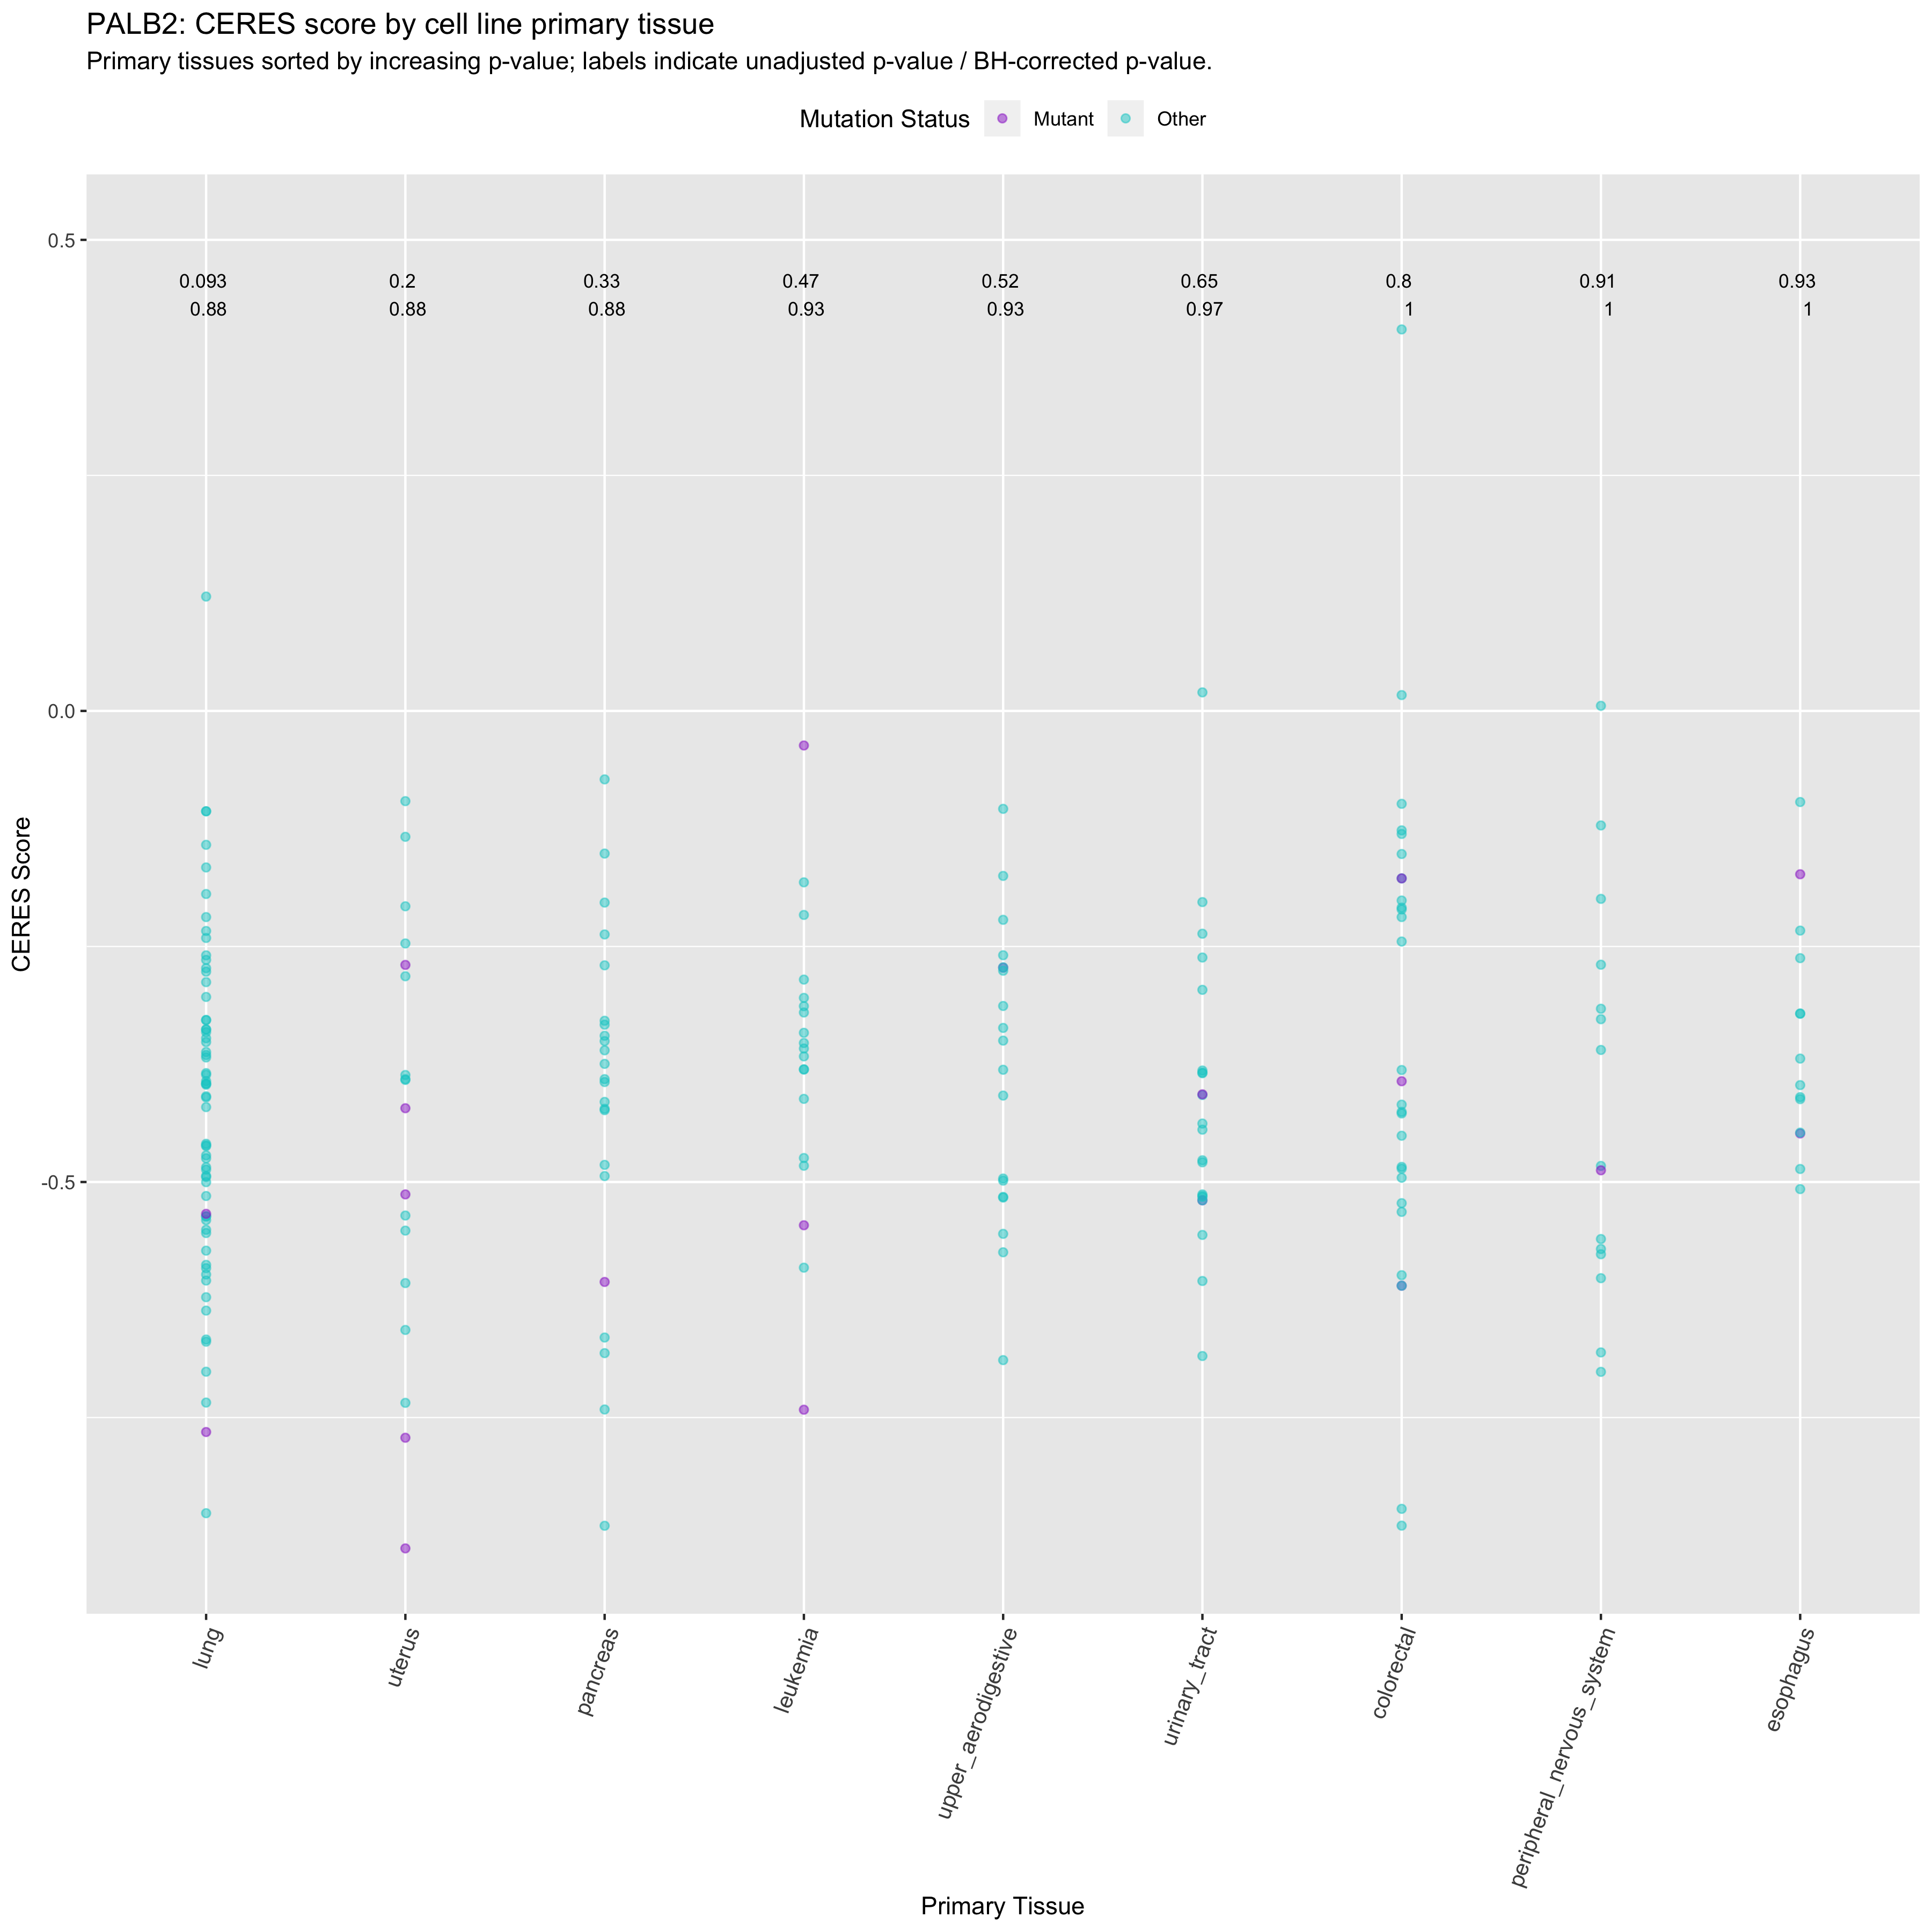 PALB2: CERES score by cell line primary tissue
Primary tissues sorted by increasing p-value; labels indicate unadjusted p-value / BH-corrected p-value.
Mutation Status Mutant Other
0.5
0.093 0.2 0.33 0.47 0.52 0.65 0.8 0.91 0.93
0.88 0.88 0.88 0.93 0.93 0.97 1 1 1
0.0
CERES Score
-0.5
lung uterus pancreas leukemia upper_aerodigestive urinary_tract colorectal peripheral_nervous_system esophagus
Primary Tissue